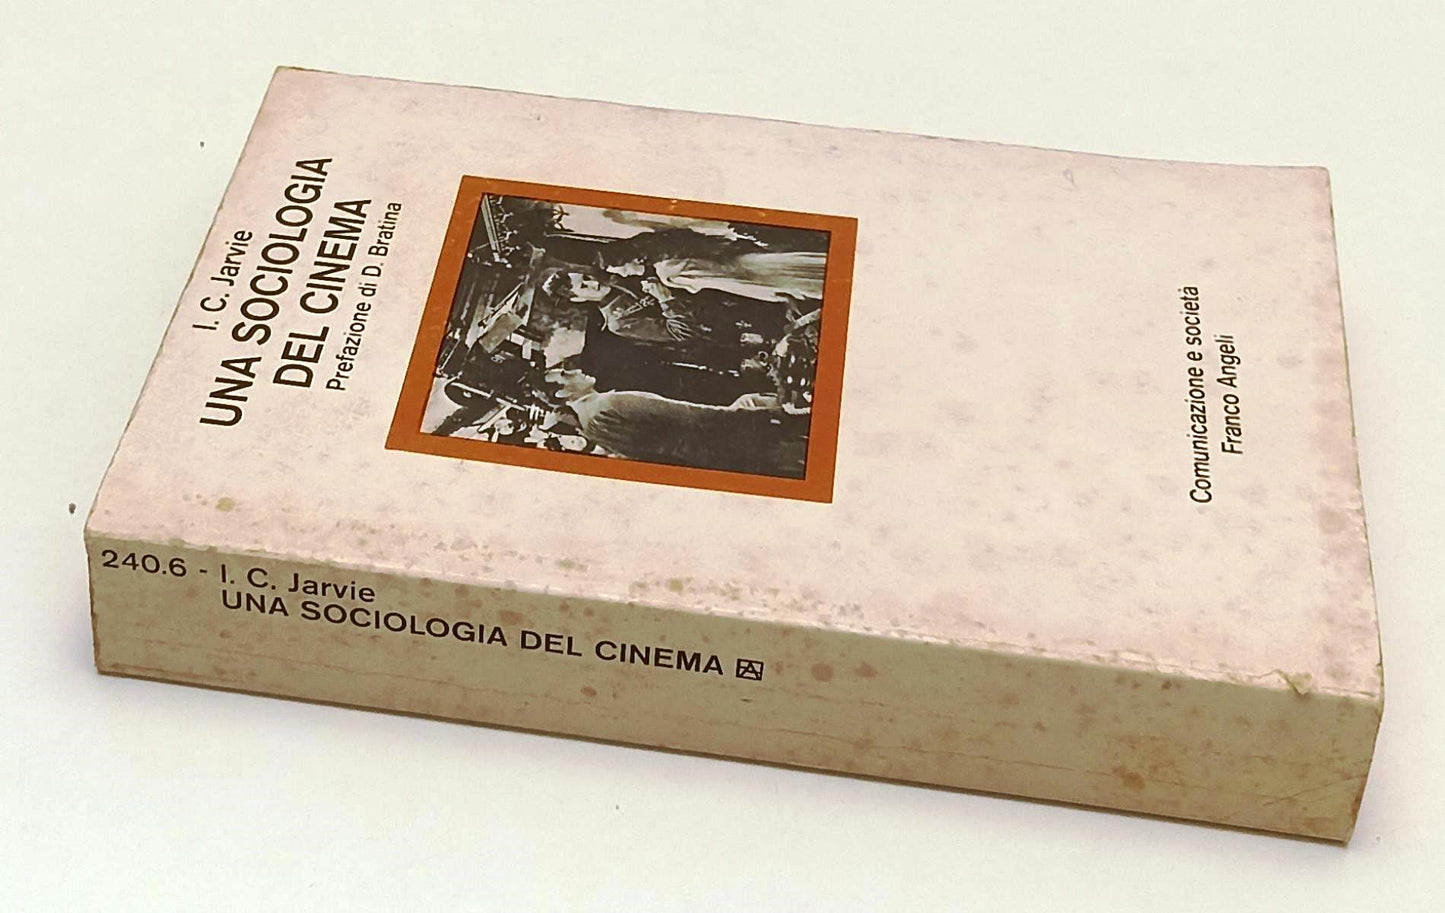 I. C. Jarvie
UNA SOCIOLOGIA
DEL CINEMA
Prefazione di D. Bratina
Comunicazione e società
Franco Angeli
240.6 - I. C. Jarvie
UNA SOCIOLOGIA DEL CINEMA FA